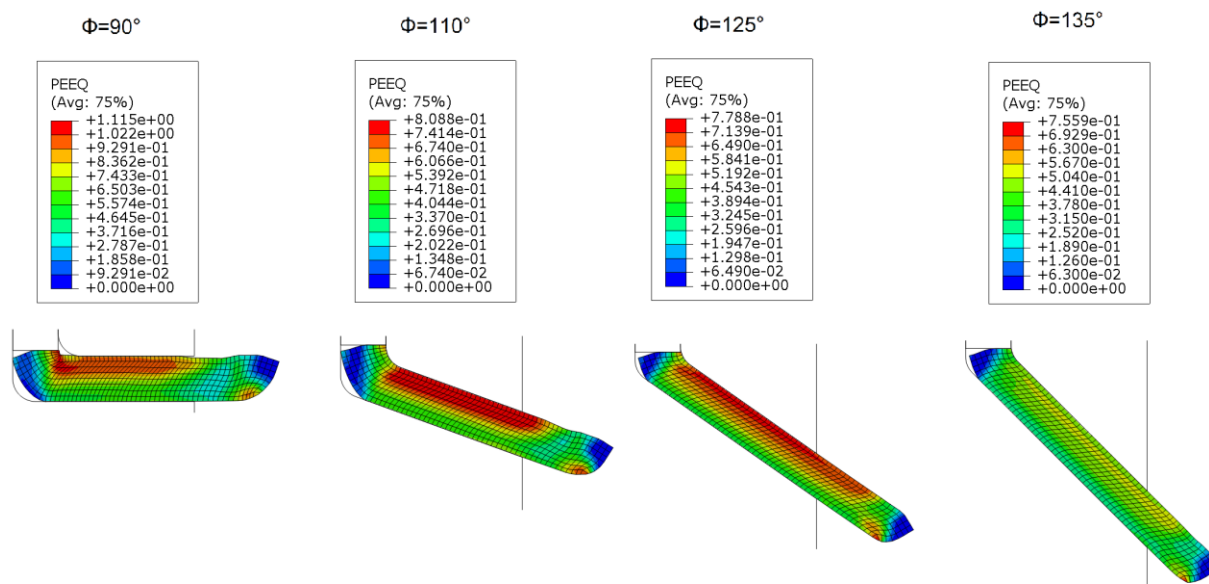 Φ=90°
Φ=110°
Φ=125°
Φ=135°
PEEQ
(Avg: 75%)
+1.115e+00
+1.022e+00
+9.291e-01
+8.362e-01
+7.433e-01
+6.503e-01
+5.574e-01
+4.645e-01
+3.716e-01
+2.787e-01
+1.858e-01
+9.291e-02
+0.000e+00
PEEQ
(Avg: 75%)
+8.088e-01
+7.414e-01
+6.740e-01
+6.066e-01
+5.392e-01
+4.718e-01
+4.044e-01
+3.370e-01
+2.696e-01
+2.022e-01
+1.348e-01
+6.740e-02
+0.000e+00
PEEQ
(Avg: 75%)
+7.788e-01
+7.139e-01
+6.490e-01
+5.841e-01
+5.192e-01
+4.543e-01
+3.894e-01
+3.245e-01
+2.596e-01
+1.947e-01
+1.298e-01
+6.490e-02
+0.000e+00
PEEQ
(Avg: 75%)
+7.559e-01
+6.929e-01
+6.300e-01
+5.670e-01
+5.040e-01
+4.410e-01
+3.780e-01
+3.150e-01
+2.520e-01
+1.890e-01
+1.260e-01
+6.300e-02
+0.000e+00